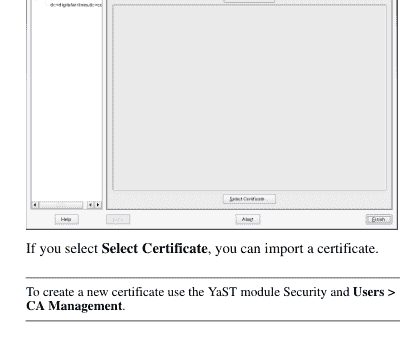 Select Certificate...
Help
Abort
Finish
If you select Select Certificate, you can import a certificate.
To create a new certificate use the YaST module Security and Users >
CA Management.